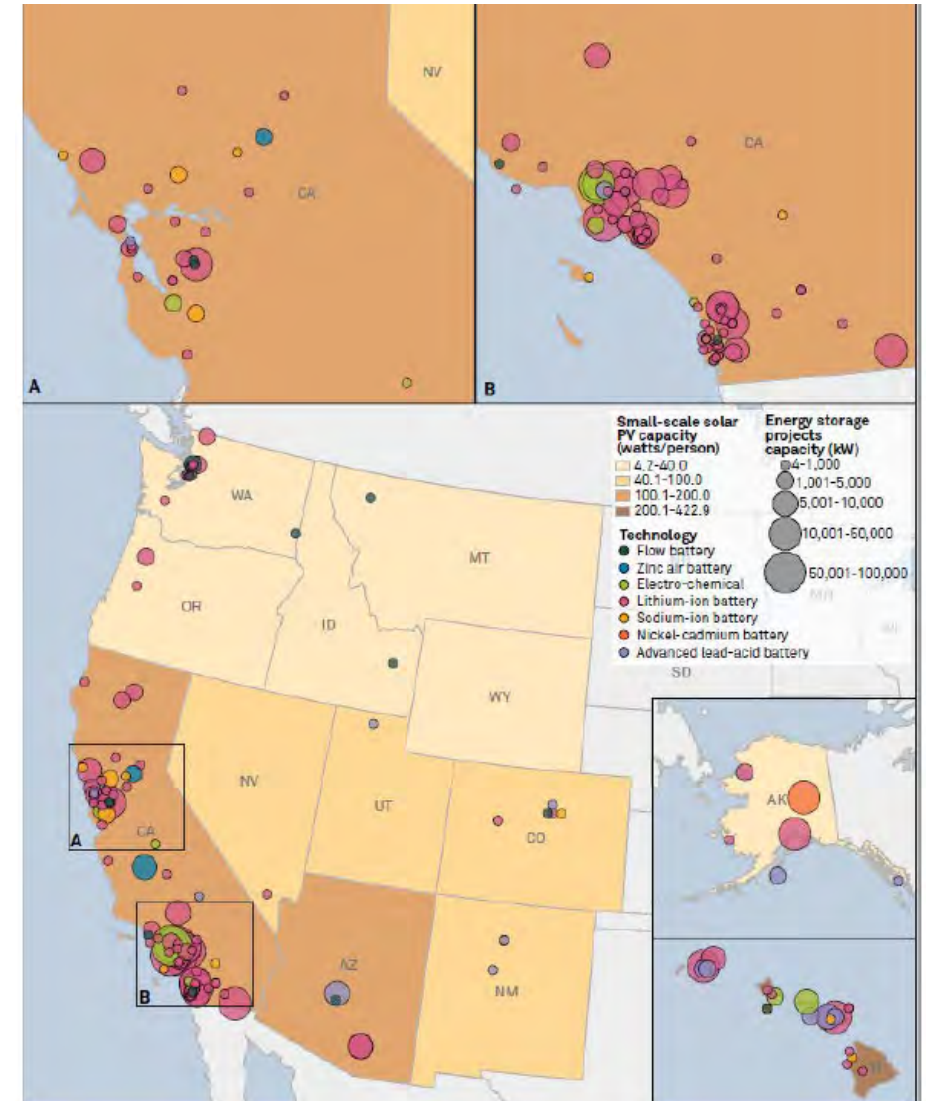 NV
CA
A
CA
B
Small-scale solar
PV capacity
(watts/person)
4.2-40.0
40.1-100.0
100.1-200.0
200.1-422.9
Technology
Flow battery
Zinc air battery
Electro-chemical
Lithium-ion battery
Sodium-ion battery
Nickel-cadmium battery
Advanced lead-acid battery
Energy storage
projects
capacity (kW)
4-1,000
1,001-5,000
5,001-10,000
10,001-50,000
50,001-100,000
WA
MT
OR
ID
SD
WY
NV
UT
CO
CA
A
B
AZ
NM
AK